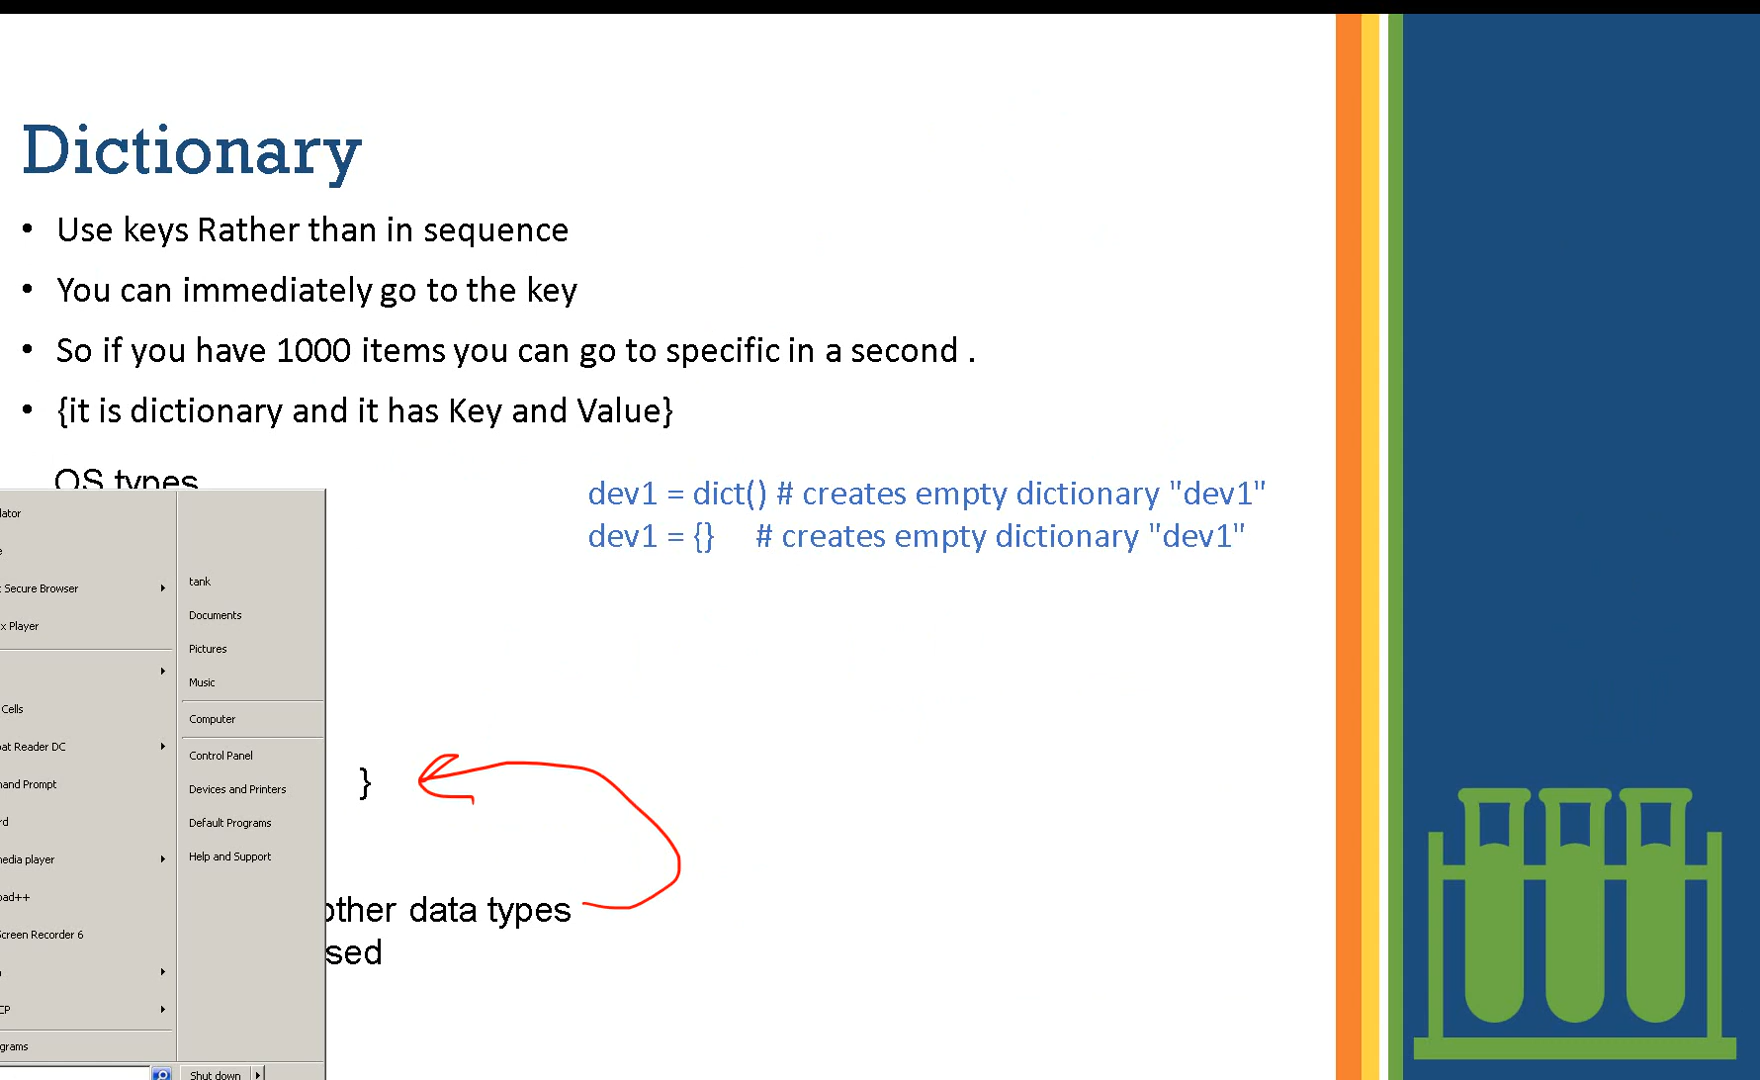 Dictionary
• Use keys Rather than in sequence
• You can immediately go to the key
• So if you have 1000 items you can go to specific in a second .
• {it is dictionary and it has Key and Value}
OS types
dev1 = dict() # creates empty dictionary "dev1"
dev1 = {} # creates empty dictionary "dev1"
Secure Browser
x Player
Cells
Reader DC
Prompt
media player
Screen Recorder 6
tank
Documents
Pictures
Music
Computer
Control Panel
Devices and Printers
Default Programs
Help and Support
Shut down
}
other data types
sed